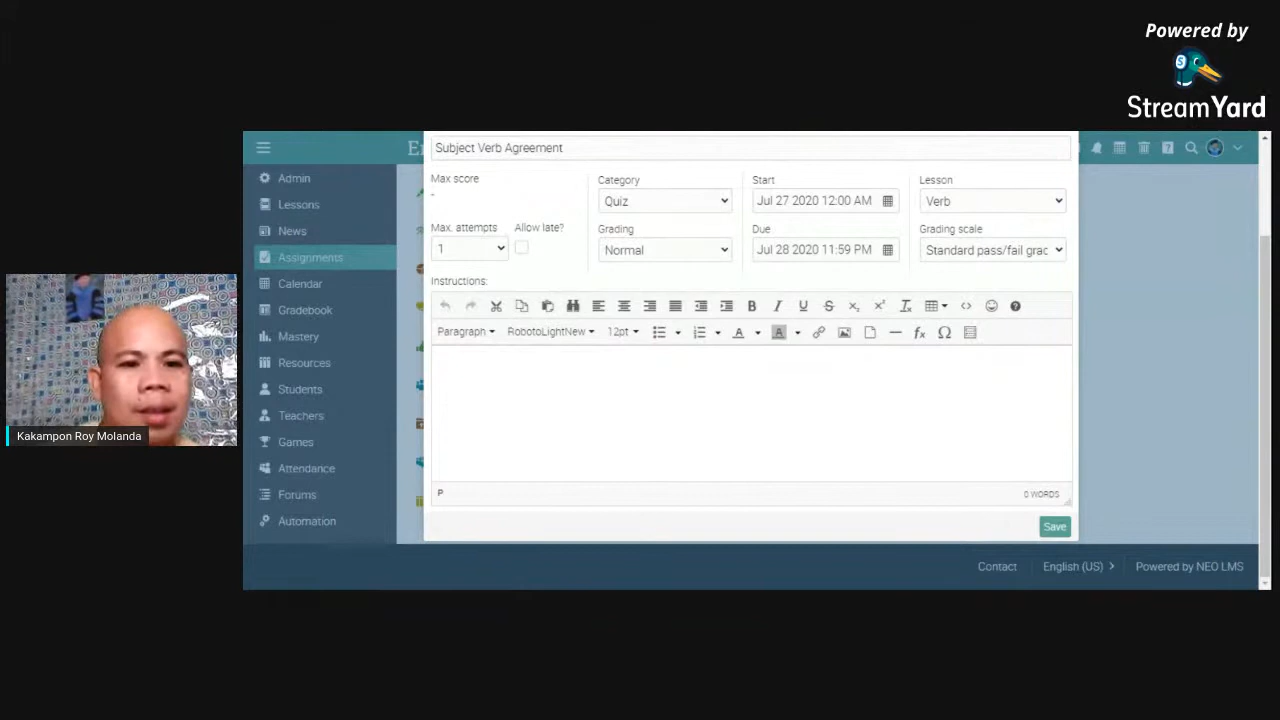 Powered by
StreamYard
Subject Verb Agreement
Max score
-
Category
Quiz
Start
Jul 27 2020 12:00 AM
Lesson
Verb
Max. attempts
1
Allow late?
Grading
Normal
Due
Jul 28 2020 11:59 PM
Grading scale
Standard pass/fail grac
Instructions:
Paragraph
RobotoLightNew
12pt
P
0 WORDS
Save
Admin
Lessons
News
Assignments
Calendar
Gradebook
Mastery
Resources
Students
Teachers
Games
Attendance
Forums
Automation
Kakampon Roy Molanda
Contact
English (US)
Powered by NEO LMS